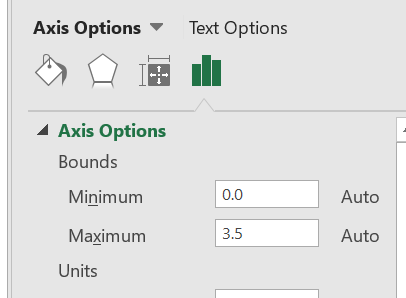 Axis Options Text Options
Axis Options
Bounds
Minimum 0.0 Auto
Maximum 3.5 Auto
Units